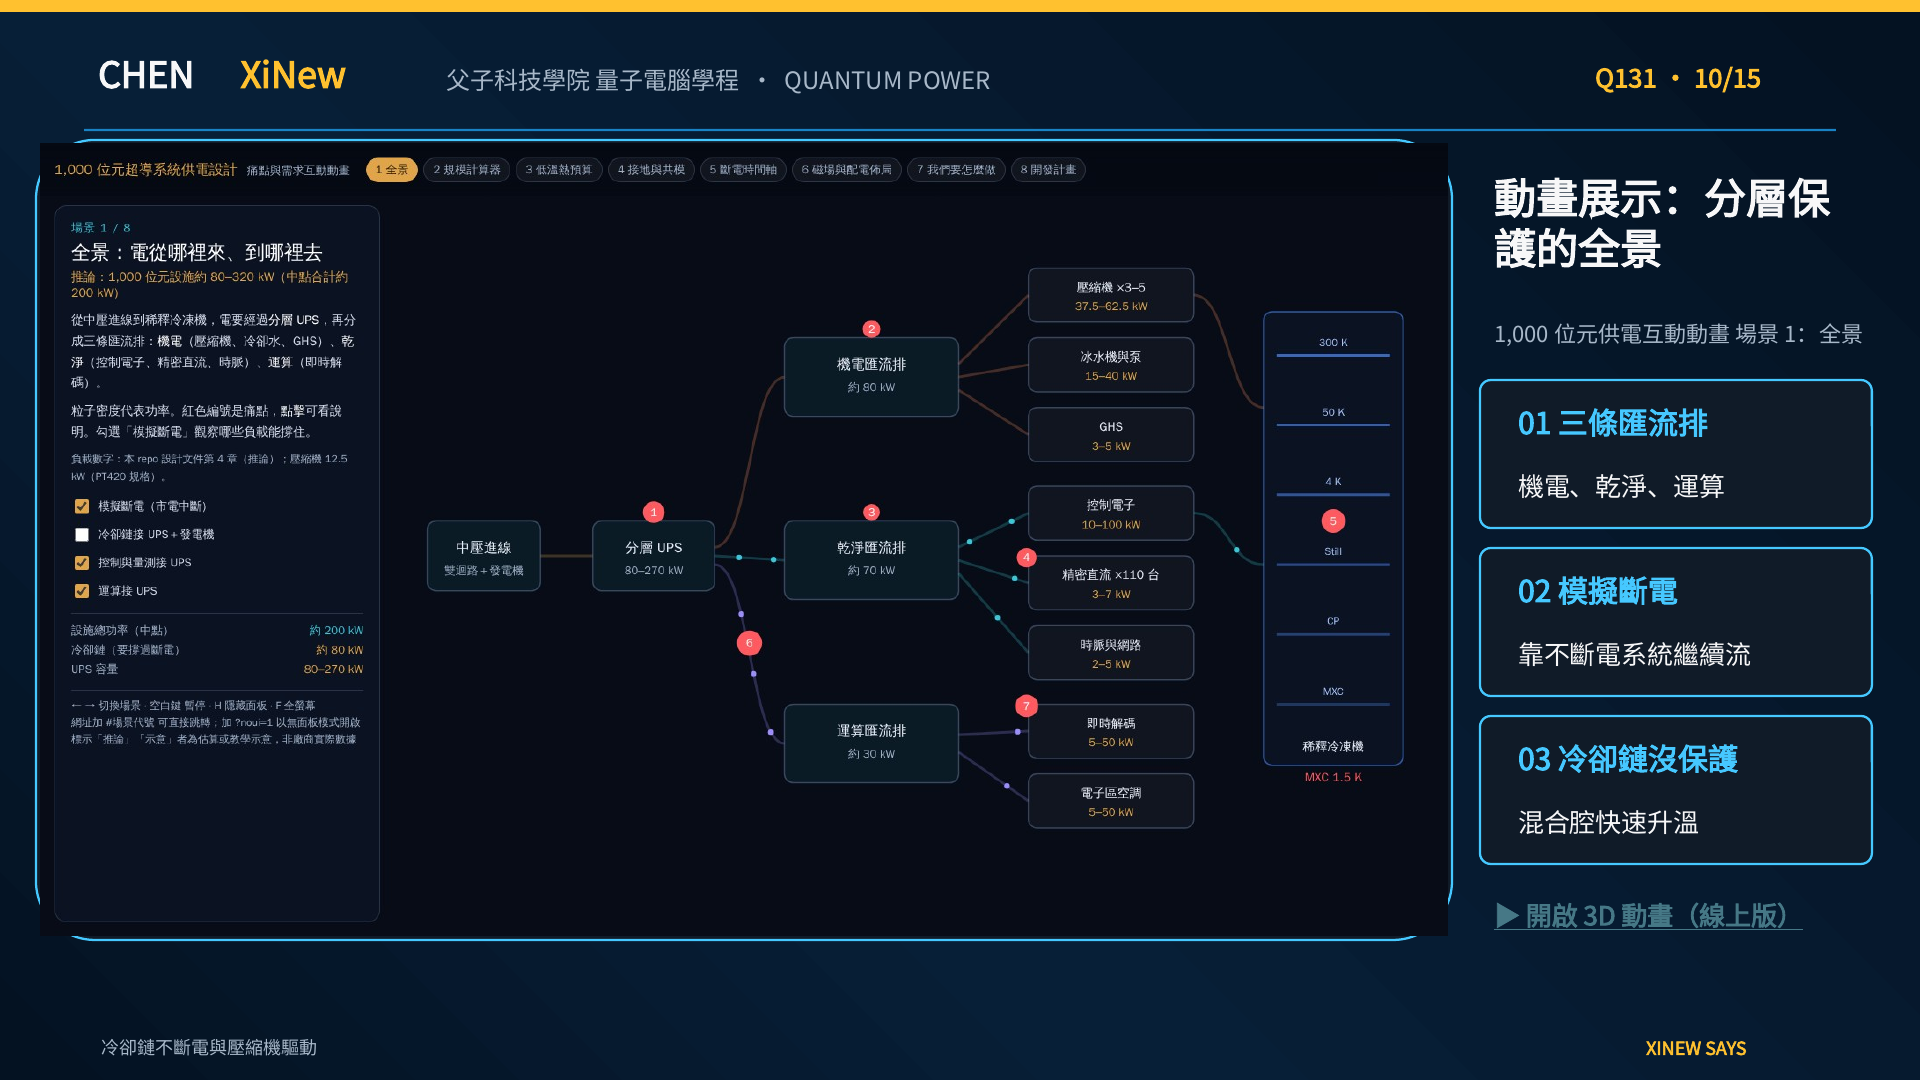 CHEN XiNew 父子科技學院 量子電腦學程 • QUANTUM POWER Q131 • 10/15
1,000 位元超導系統供電設計 痛點與需求互動動畫 1 全景 2 規模計算器 3 低溫熱預算 4 接地與共模 5 斷電時間軸 6 磁場與配電佈局 7 我們要怎麼做 8 開發計畫
場景 1 / 8
全景：電從哪裡來、到哪裡去
推論：1,000 位元設施約 80–320 kW（中點合計約
200 kW）
從中壓進線到稀釋冷凍機，電要經過分層 UPS，再分
成三條匯流排：機電（壓縮機、冷卻水、GHS）、乾
淨（控制電子、精密直流、時脈）、運算（即時解
碼）。
粒子密度代表功率。紅色編號是痛點，點擊可看說
明。勾選「模擬斷電」觀察哪些負載能撐住。
負載數字：本 repo 設計文件第 4 章（推論）；壓縮機 12.5
kW（PT420 規格）。
模擬斷電（市電中斷）
冷卻鏈接 UPS + 發電機
控制與量測接 UPS
運算接 UPS
設施總功率（中點） 約 200 kW
冷卻鏈（要撐過斷電） 約 80 kW
UPS 容量 80–270 kW
← → 切換場景 · 空白鍵 暫停 · H 隱藏面板 · F 全螢幕
網址加 #場景代號 可直接跳轉；加 ?noui=1 以無面板模式開啟
標示「推論」「示意」者為估算或教學示意，非廠商實際數據
中壓進線
雙迴路 + 發電機
1
分層 UPS
80–270 kW
2
機電匯流排
約 80 kW
3
乾淨匯流排
約 70 kW
6
運算匯流排
約 30 kW
壓縮機 ×3–5
37.5–62.5 kW
冰水機與泵
15–40 kW
GHS
3–5 kW
控制電子
10–100 kW
4
精密直流 ×110 台
3–7 kW
時脈與網路
2–5 kW
7
即時解碼
5–50 kW
電子區空調
5–50 kW
300 K
50 K
4 K
5
Still
CP
MXC
稀釋冷凍機
MXC 1.5 K
動畫展示：分層保
護的全景
1,000 位元供電互動動畫 場景 1：全景
01 三條匯流排
機電、乾淨、運算
02 模擬斷電
靠不斷電系統繼續流
03 冷卻鏈沒保護
混合腔快速升溫
▶ 開啟 3D 動畫（線上版）
冷卻鏈不斷電與壓縮機驅動
XINEW SAYS